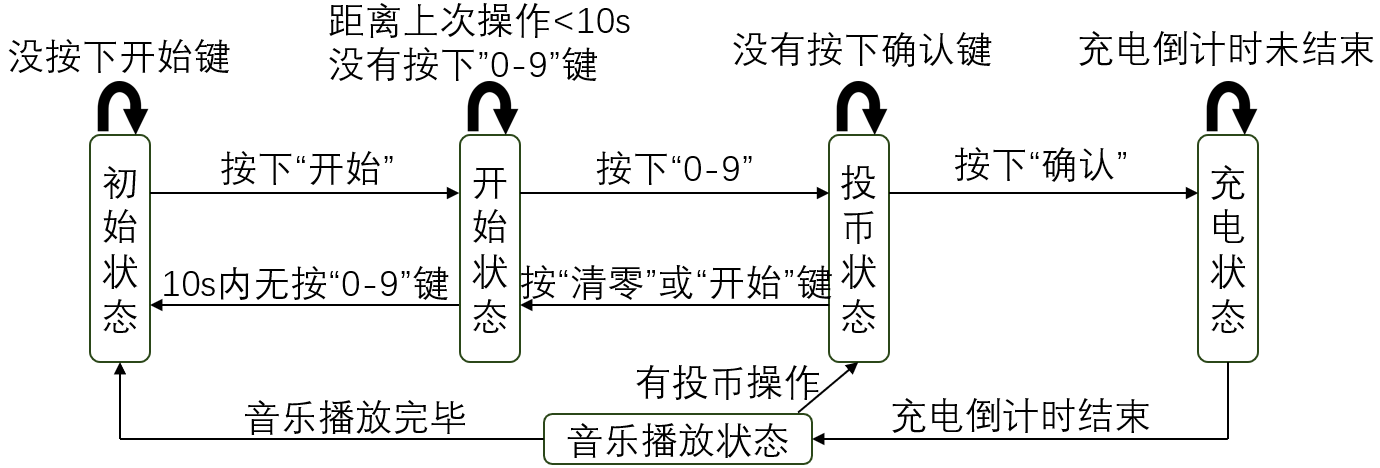 没按下开始键
距离上次操作<10s
没有按下”0-9”键
没有按下确认键
充电倒计时未结束
按下“开始”
按下“0-9”
按下“确认”
初始状态
开始状态
投币状态
充电状态
10s内无按“0-9”键
按“清零”或“开始”键
有投币操作
音乐播放完毕
音乐播放状态
充电倒计时结束